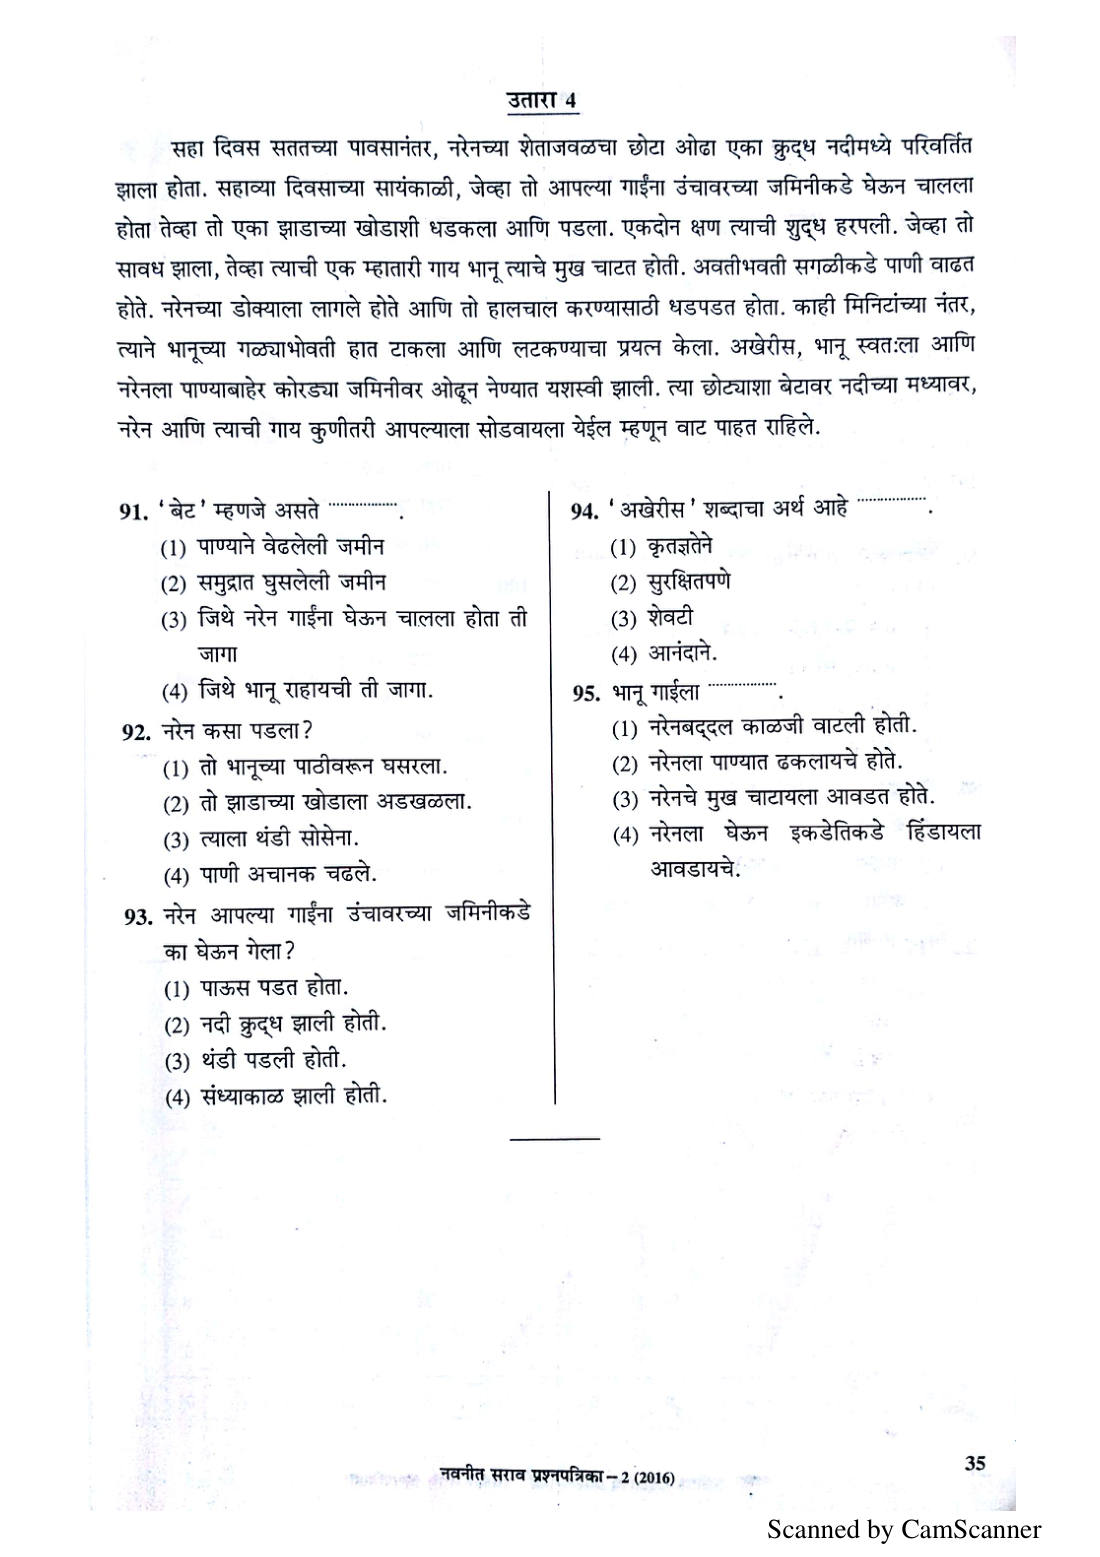 उतारा 4
सहा दिवस सततच्या पावसानंतर, नरेनच्या शेताजवळचा छोटा ओढा एका क्रुद्ध नदीमध्ये परिवर्तित
झाला होता. सहाव्या दिवसाच्या सायंकाळी, जेव्हा तो आपल्या गाईंना उंचावरच्या जमिनीकडे घेऊन चालला
होता तेव्हा तो एका झाडाच्या खोडाशी धडकला आणि पडला. एकदोन क्षण त्याची शुद्ध हरपली. जेव्हा तो
सावध झाला, तेव्हा त्याची एक म्हातारी गाय भानू त्याचे मुख चाटत होती. अवतीभवती सगळीकडे पाणी वाढत
होते. नरेनच्या डोक्याला लागले होते आणि तो हालचाल करण्यासाठी धडपडत होता. काही मिनिटांच्या नंतर,
त्याने भानूच्या गळ्याभोवती हात टाकला आणि लटकण्याचा प्रयत्न केला. अखेरीस, भानू स्वत:ला आणि
नरेनला पाण्याबाहेर कोरड्या जमिनीवर ओढून नेण्यात यशस्वी झाली. त्या छोट्याशा बेटावर नदीच्या मध्यावर,
नरेन आणि त्याची गाय कुणीतरी आपल्याला सोडवायला येईल म्हणून वाट पाहत राहिले.
91. ‘बेट’ म्हणजे असते ................. .
(1) पाण्याने वेढलेली जमीन
(2) समुद्रात घुसलेली जमीन
(3) जिथे नरेन गाईंना घेऊन चालला होता ती
जागा
(4) जिथे भानू राहायची ती जागा.
92. नरेन कसा पडला?
(1) तो भानूच्या पाठीवरून घसरला.
(2) तो झाडाच्या खोडाला अडखळला.
(3) त्याला थंडी सोसेना.
(4) पाणी अचानक चढले.
93. नरेन आपल्या गाईंना उंचावरच्या जमिनीकडे
का घेऊन गेला?
(1) पाऊस पडत होता.
(2) नदी क्रुद्ध झाली होती.
(3) थंडी पडली होती.
(4) संध्याकाळ झाली होती.
94. ‘अखेरीस’ शब्दाचा अर्थ आहे ................. .
(1) कृतज्ञतेने
(2) सुरक्षितपणे
(3) शेवटी
(4) आनंदाने.
95. भानू गाईला ................. .
(1) नरेनबद्दल काळजी वाटली होती.
(2) नरेनला पाण्यात ढकलायचे होते.
(3) नरेनचे मुख चाटायला आवडत होते.
(4) नरेनला घेऊन इकडेतिकडे हिंडायला
आवडायचे.
नवनीत सराव प्रश्नपत्रिका–2 (2016)
35
Scanned by CamScanner